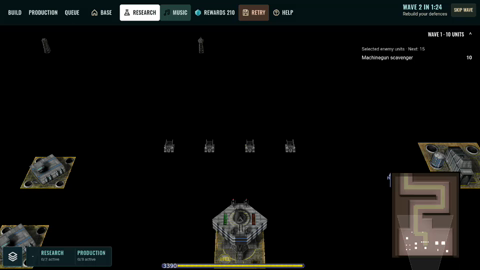 BUILD PRODUCTION QUEUE BASE RESEARCH MUSIC REWARDS 210 RETRY HELP
WAVE 2 IN 1:24
Rebuild your defences
SKIP WAVE
WAVE 1 - 10 UNITS
Selected enemy units · Next: 15
Machinegun scavenger 10
RESEARCH
PRODUCTION
3390